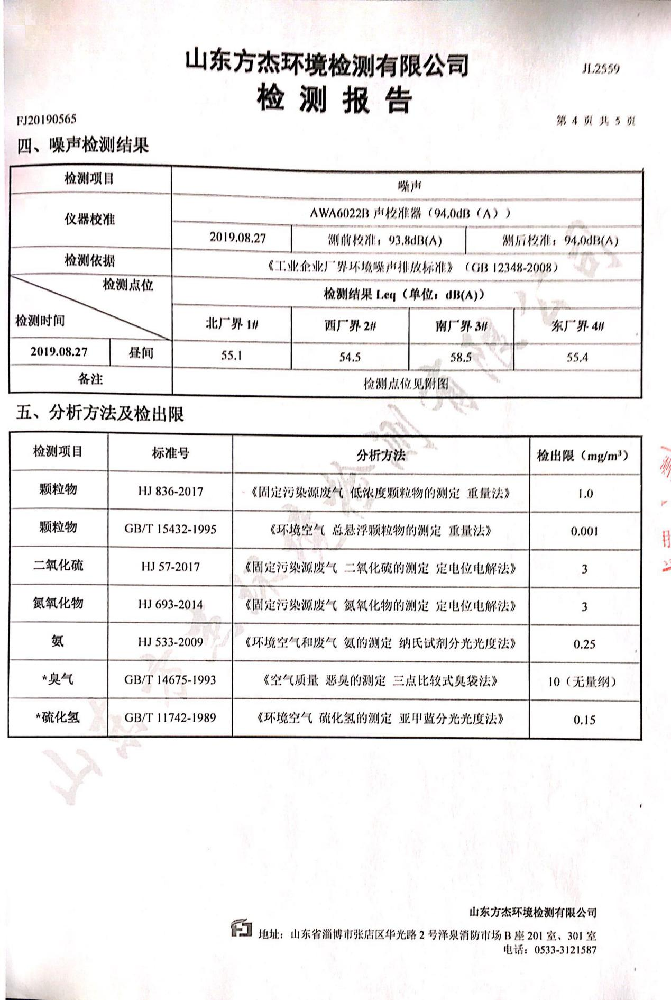 山东方杰环境检测有限公司
JL2559
检测报告
FJ20190565
第 4 页 共 5 页
四、噪声检测结果
检测项目 噪声
仪器校准 AWA6022B 声校准器（94.0dB（A））
2019.08.27 测前校准：93.8dB(A) 测后校准：94.0dB(A)
检测依据 《工业企业厂界环境噪声排放标准》（GB 12348-2008）
检测点位 检测结果 Leq（单位：dB(A)）
检测时间 北厂界 1# 西厂界 2# 南厂界 3# 东厂界 4#
2019.08.27 昼间 55.1 54.5 58.5 55.4
备注 检测点位见附图
五、分析方法及检出限
检测项目 标准号 分析方法 检出限（mg/m³）
颗粒物 HJ 836-2017 《固定污染源废气 低浓度颗粒物的测定 重量法》 1.0
颗粒物 GB/T 15432-1995 《环境空气 总悬浮颗粒物的测定 重量法》 0.001
二氧化硫 HJ 57-2017 《固定污染源废气 二氧化硫的测定 定电位电解法》 3
氮氧化物 HJ 693-2014 《固定污染源废气 氮氧化物的测定 定电位电解法》 3
氨 HJ 533-2009 《环境空气和废气 氨的测定 纳氏试剂分光光度法》 0.25
*臭气 GB/T 14675-1993 《空气质量 恶臭的测定 三点比较式臭袋法》 10（无量纲）
*硫化氢 GB/T 11742-1989 《环境空气 硫化氢的测定 亚甲蓝分光光度法》 0.15
山东方杰环境检测有限公司
山东方杰环境检测有限公司
地址：山东省淄博市张店区华光路 2 号泽泉消防市场 B 座 201 室、301 室
电话：0533-3121587